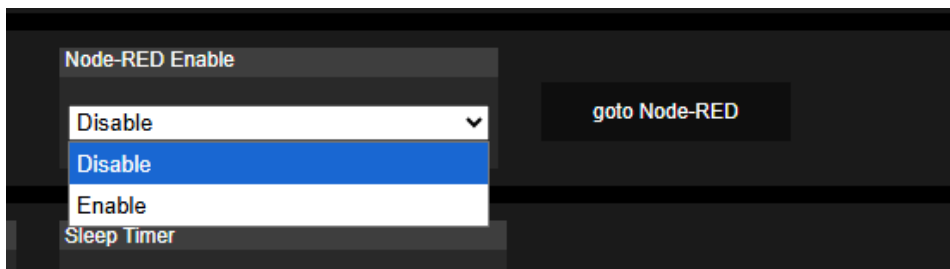 Node-RED Enable
Disable
goto Node-RED
Disable
Enable
Sleep Timer